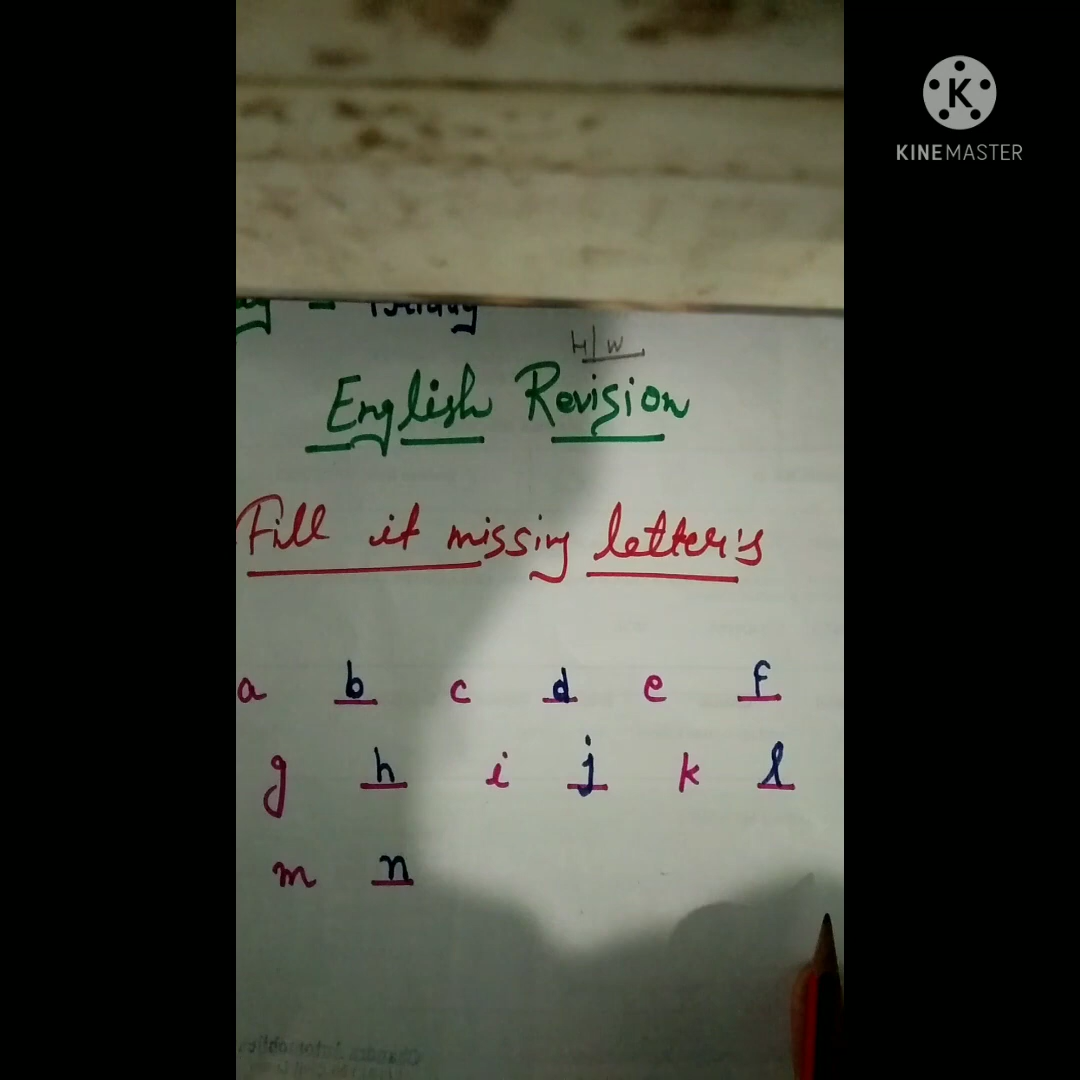 KINEMASTER
H/W
English Revision
Fill it missing letter's
a b c d e f
g h i j k l
m n